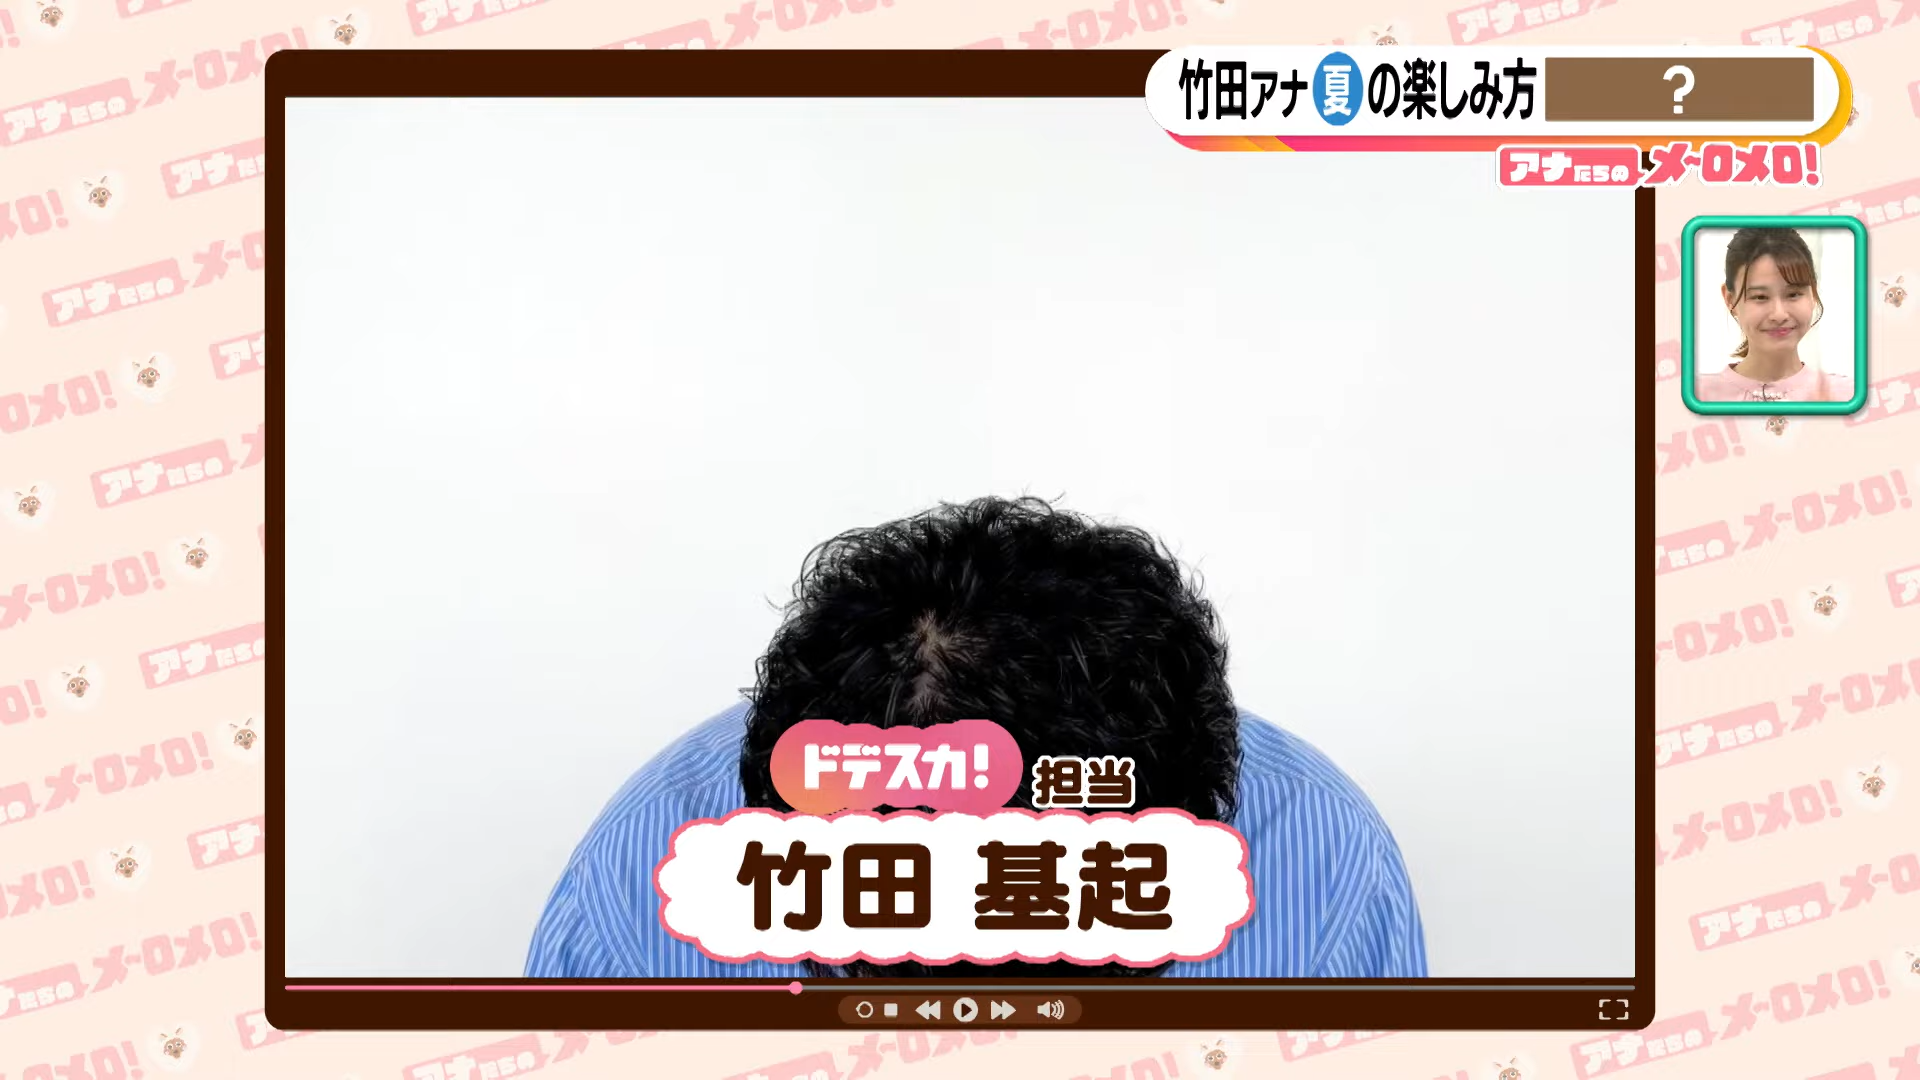 竹田アナ夏の楽しみ方 ?
アナたちのメ〜ロメロ!
ドデスカ!担当
竹田 基起